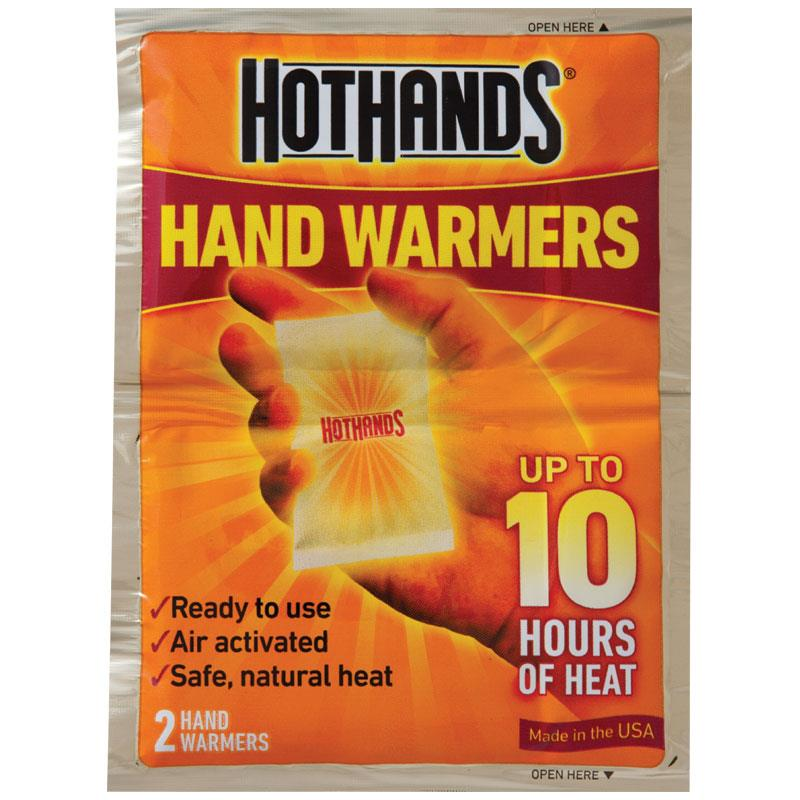 OPEN HERE ▲
HOTHANDS®
HAND WARMERS
HOTHANDS
UP TO
10
HOURS
OF HEAT
✓Ready to use
✓Air activated
✓Safe, natural heat
2 HAND
WARMERS
Made in the USA
OPEN HERE ▼